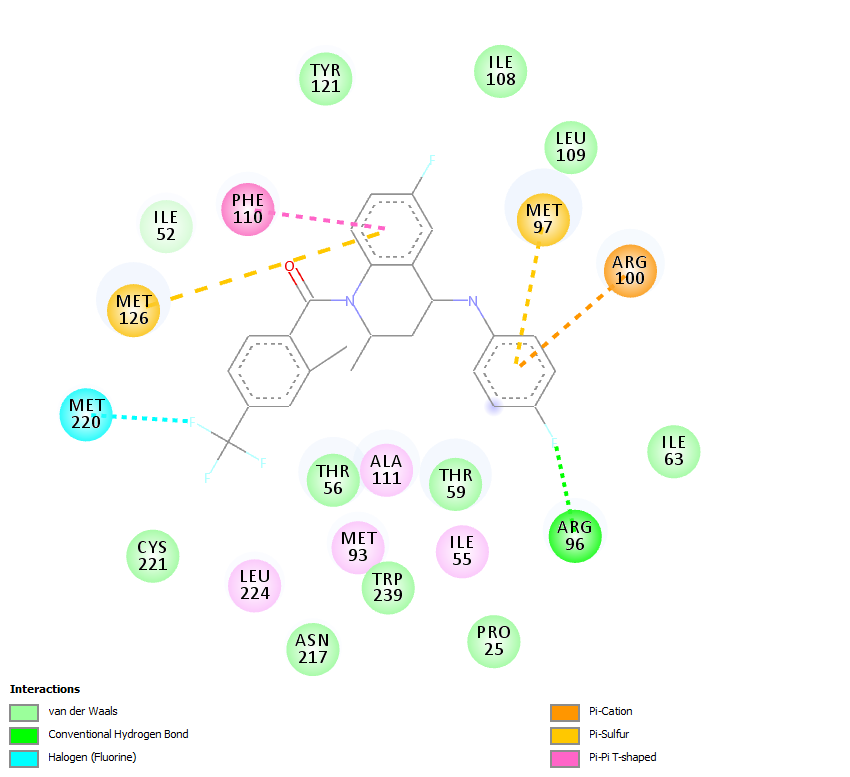 TYR
121
ILE
108
LEU
109
F
PHE
110
ILE
52
MET
97
ARG
100
O
MET
126
N
N
MET
220
F
F
F
F
ILE
63
THR
56
ALA
111
THR
59
ARG
96
CYS
221
MET
93
ILE
55
LEU
224
TRP
239
ASN
217
PRO
25
Interactions
van der Waals
Conventional Hydrogen Bond
Halogen (Fluorine)
Pi-Cation
Pi-Sulfur
Pi-Pi T-shaped